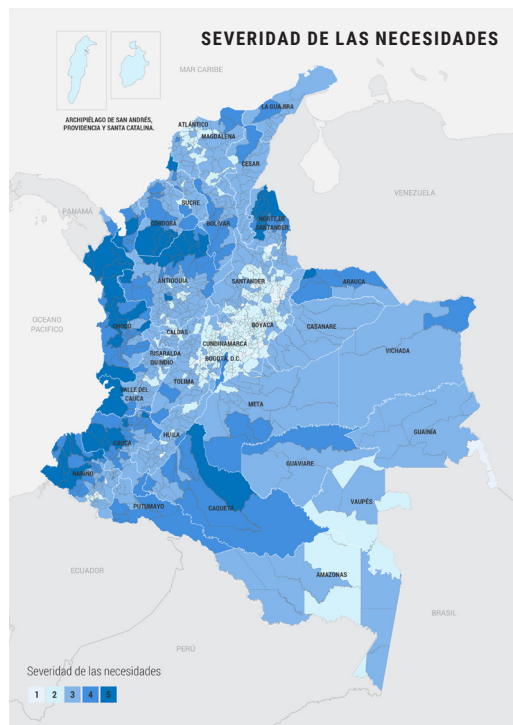 SEVERIDAD DE LAS NECESIDADES
MAR CARIBE
LA GUAJIRA
ARCHIPIÉLAGO DE SAN ANDRÉS,
PROVIDENCIA Y SANTA CATALINA.
ATLÁNTICO
MAGDALENA
CESAR
VENEZUELA
SUCRE
PANAMÁ
CÓRDOBA
BOLÍVAR
NORTE DE
SANTANDER
ANTIOQUIA
SANTANDER
ARAUCA
OCEANO
PACIFICO
CHOCÓ
CALDAS
BOYACA
CASANARE
CUNDINAMARCA
VICHADA
RISARALDA
BOGOTÁ, D.C.
QUINDIO
TOLIMA
VALLE DEL
CAUCA
META
HUILA
GUAINÍA
CAUCA
GUAVIARE
NARIÑO
VAUPÉS
PUTUMAYO
CAQUETA
ECUADOR
AMAZONAS
BRASIL
PERÚ
Severidad de las necesidades
1 2 3 4 5